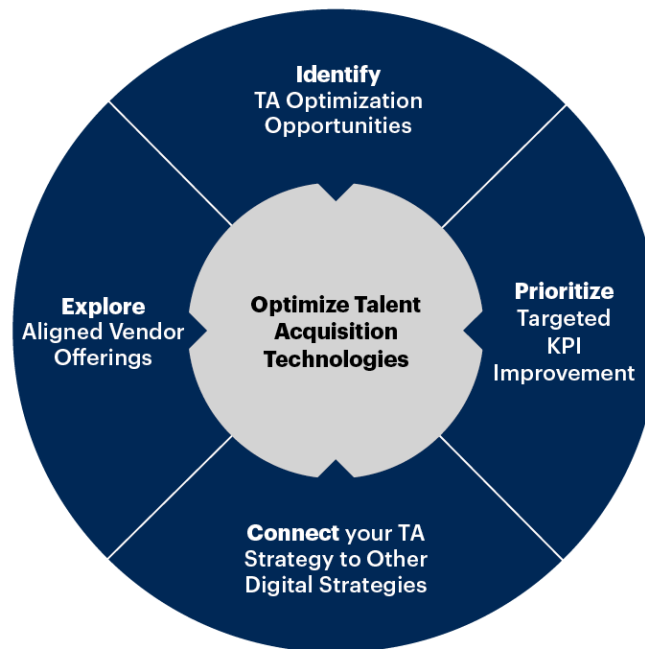 Identify
TA Optimization
Opportunities
Prioritize
Targeted
KPI
Improvement
Connect your TA
Strategy to Other
Digital Strategies
Explore
Aligned Vendor
Offerings
Optimize Talent
Acquisition
Technologies